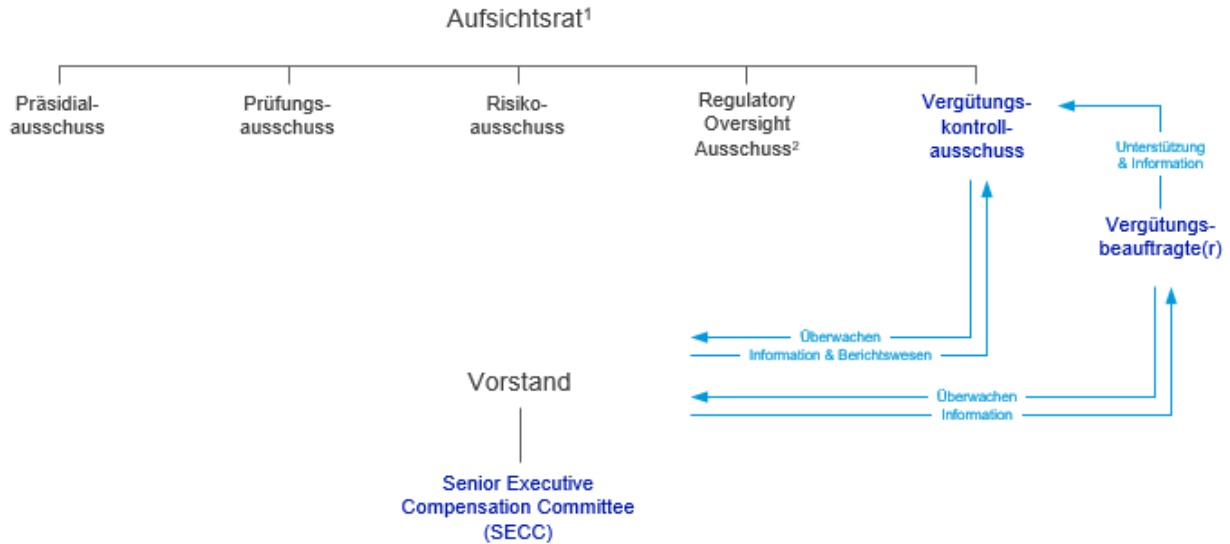 Aufsichtsrat¹
Präsidial-
ausschuss
Prüfungs-
ausschuss
Risiko-
ausschuss
Regulatory
Oversight
Ausschuss²
Vergütungs-
kontroll-
ausschuss
Unterstützung
& Information
Vergütungs-
beauftragte(r)
Überwachen
Information & Berichtswesen
Vorstand
Überwachen
Information
Senior Executive
Compensation Committee
(SECC)